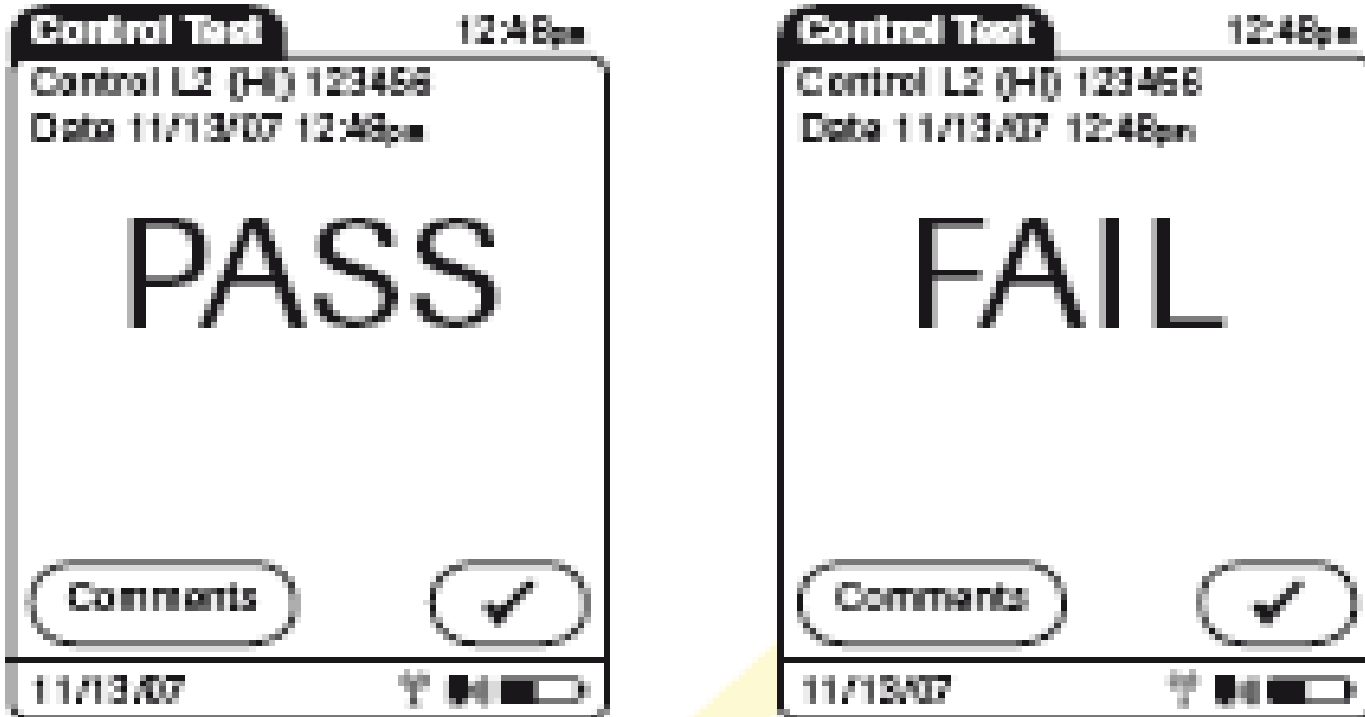 Control Test 12:48pm
Control L2 (HI) 123456
Date 11/13/07 12:48pm
PASS
Comments
11/13/07
Control Test 12:48pm
Control L2 (HI) 123456
Date 11/13/07 12:48pm
FAIL
Comments
11/13/07